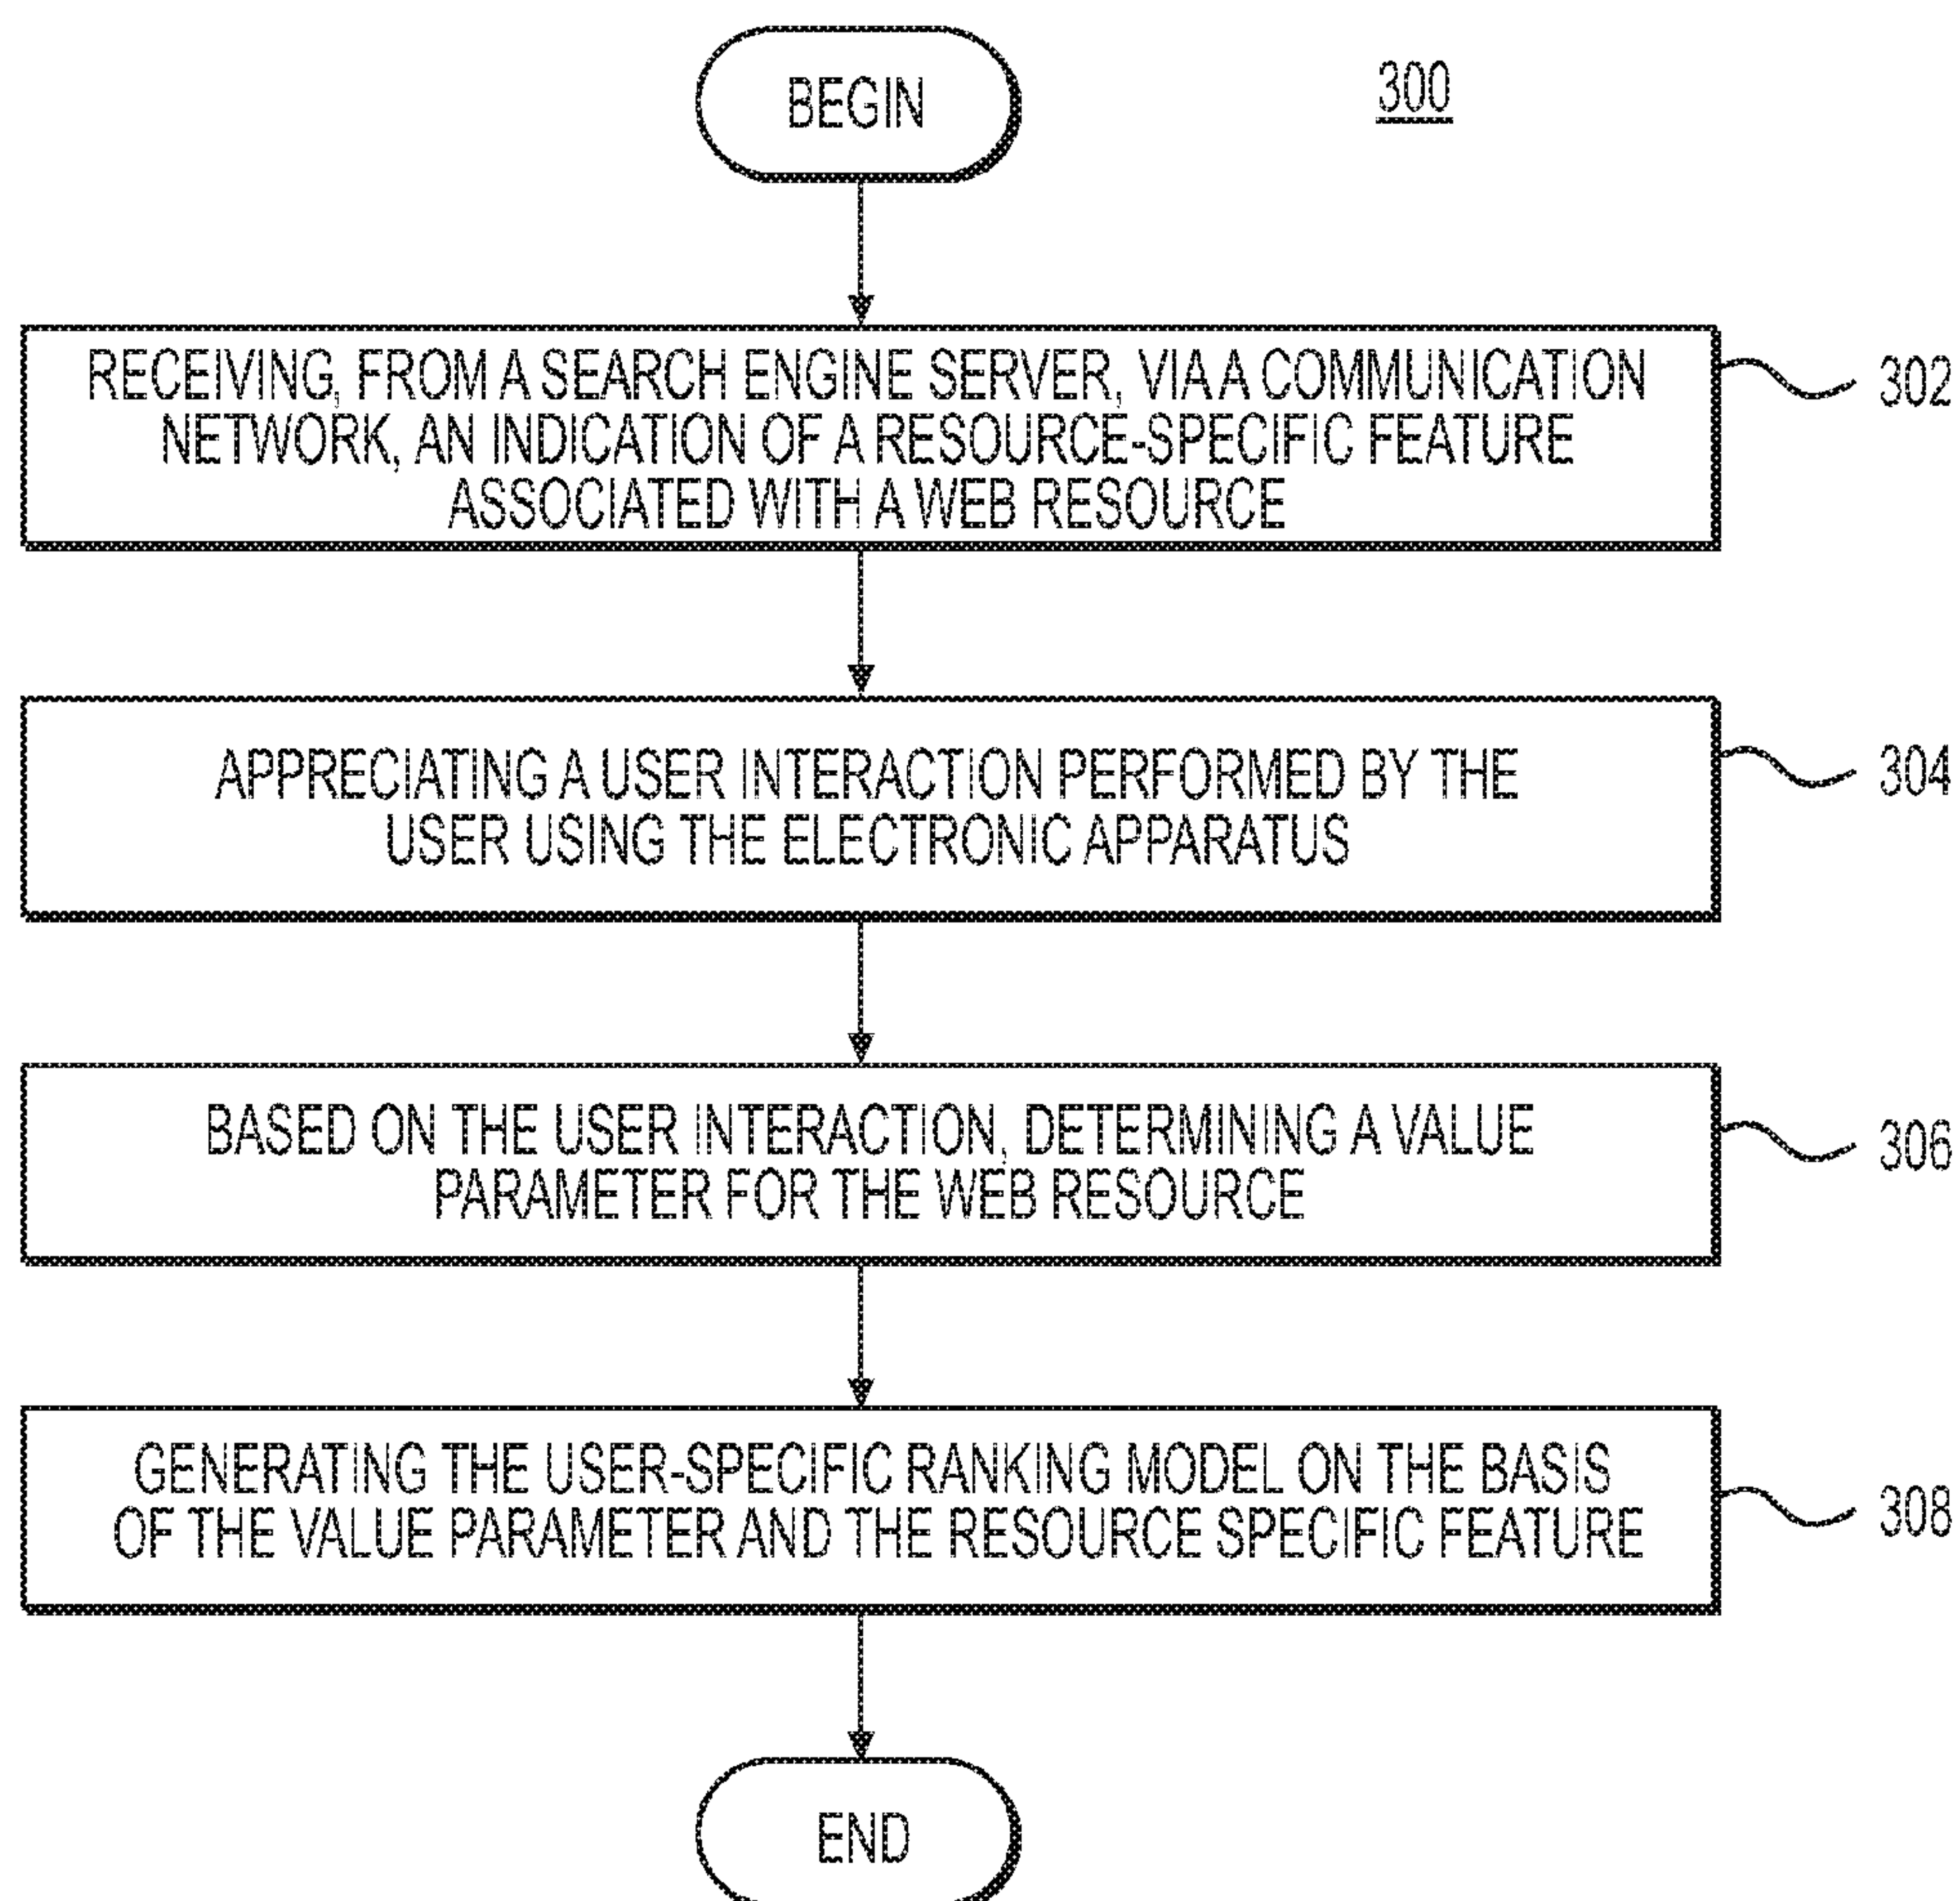 BEGIN
300
RECEIVING, FROM A SEARCH ENGINE SERVER, VIA A COMMUNICATION
NETWORK, AN INDICATION OF A RESOURCE-SPECIFIC FEATURE
ASSOCIATED WITH A WEB RESOURCE
302
APPRECIATING A USER INTERACTION PERFORMED BY THE
USER USING THE ELECTRONIC APPARATUS
304
BASED ON THE USER INTERACTION, DETERMINING A VALUE
PARAMETER FOR THE WEB RESOURCE
306
GENERATING THE USER-SPECIFIC RANKING MODEL ON THE BASIS
OF THE VALUE PARAMETER AND THE RESOURCE SPECIFIC FEATURE
308
END